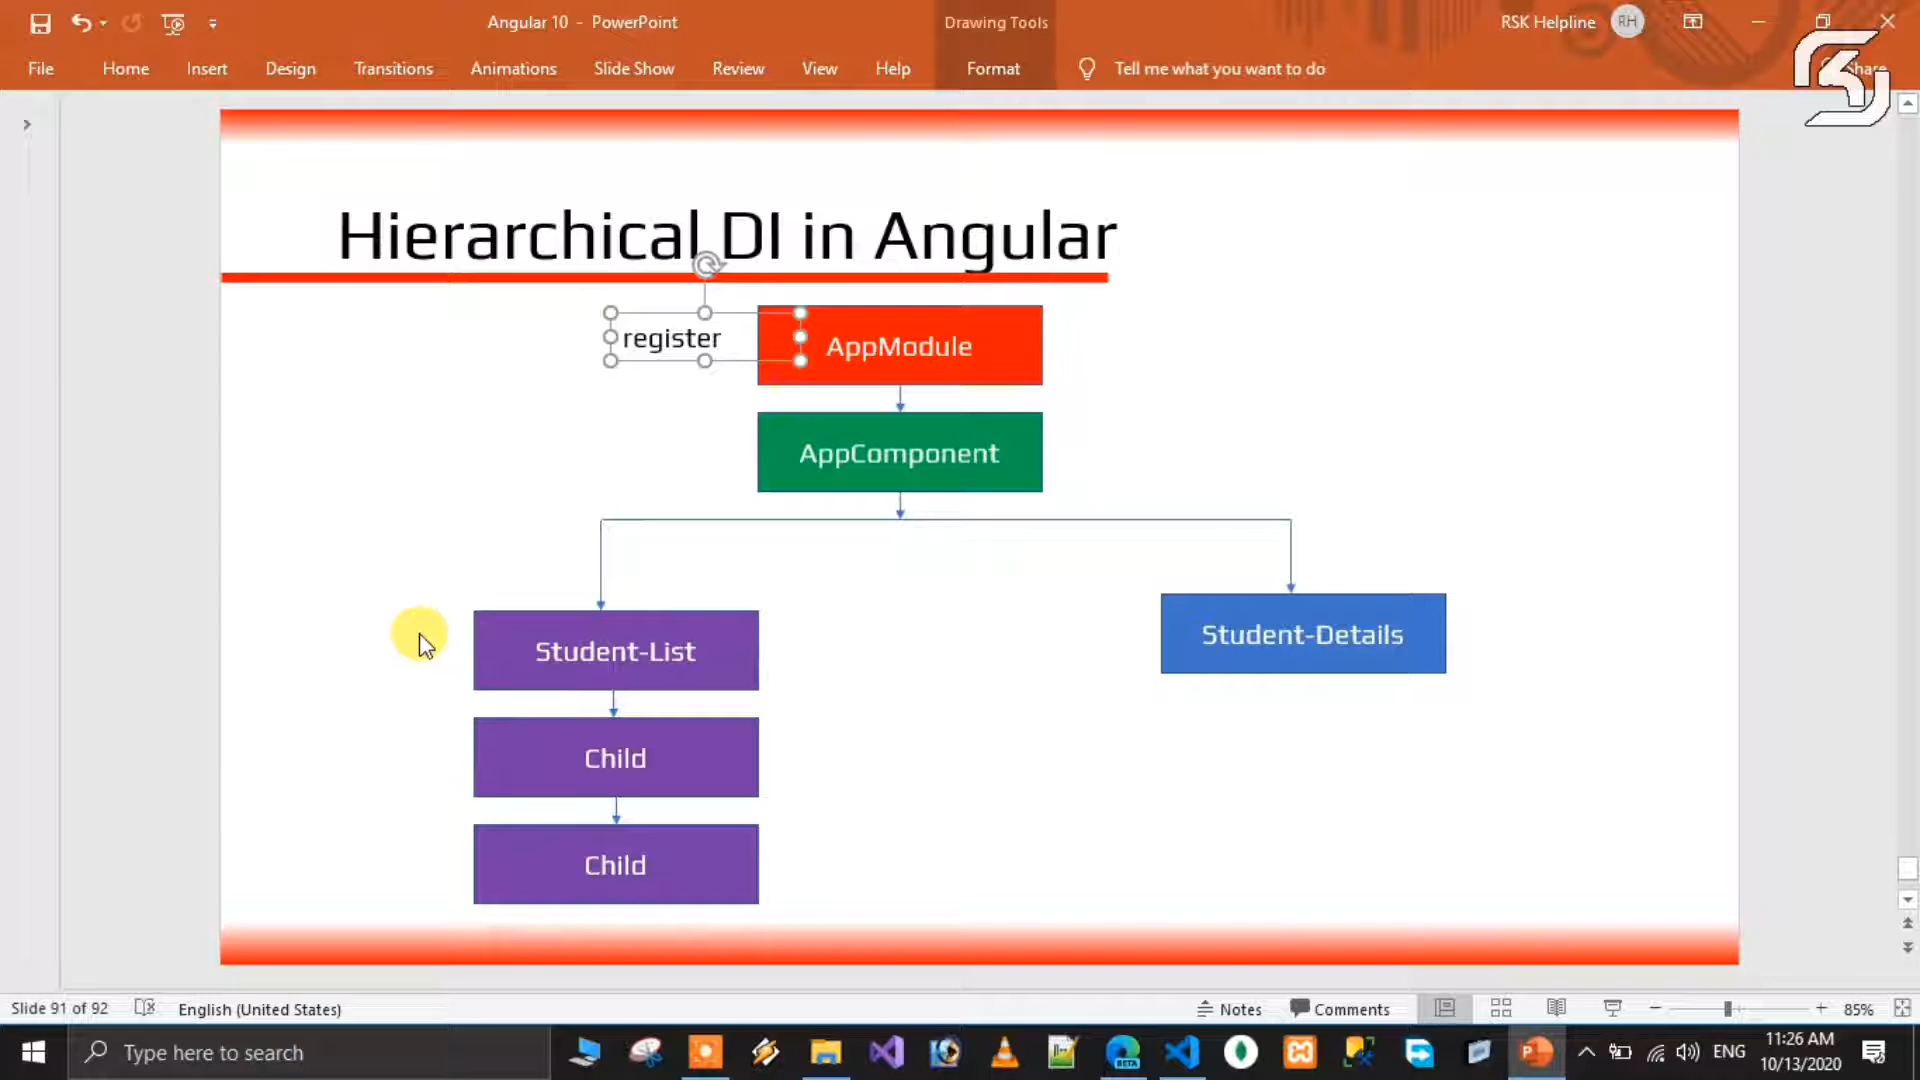 Angular 10 - PowerPoint
Drawing Tools
RSK Helpline
RH
File
Home
Insert
Design
Transitions
Animations
Slide Show
Review
View
Help
Format
Tell me what you want to do
Share
Hierarchical DI in Angular
register
AppModule
AppComponent
Student-List
Student-Details
Child
Child
Slide 91 of 92
English (United States)
Notes
Comments
85%
Type here to search
BETA
ENG
11:26 AM
10/13/2020